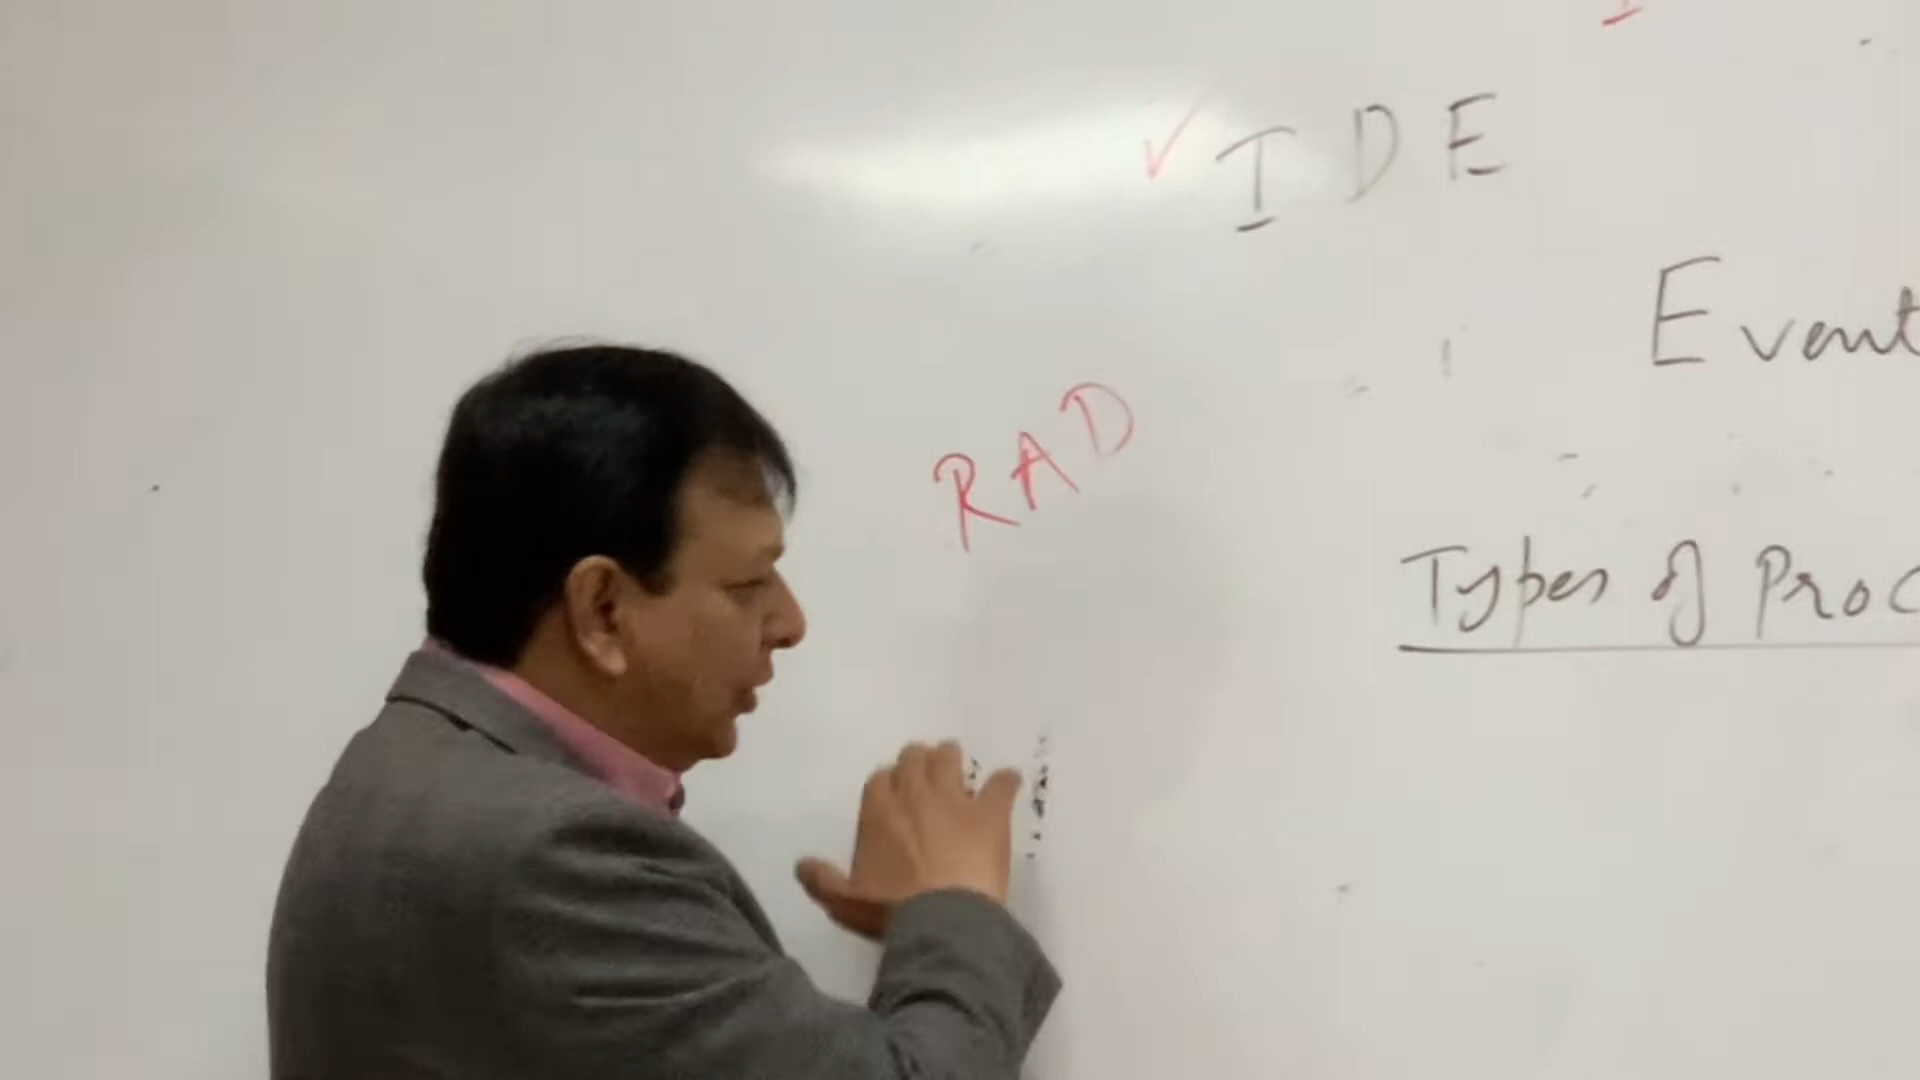 ✓ IDE
Event
RAD
Types of Proc